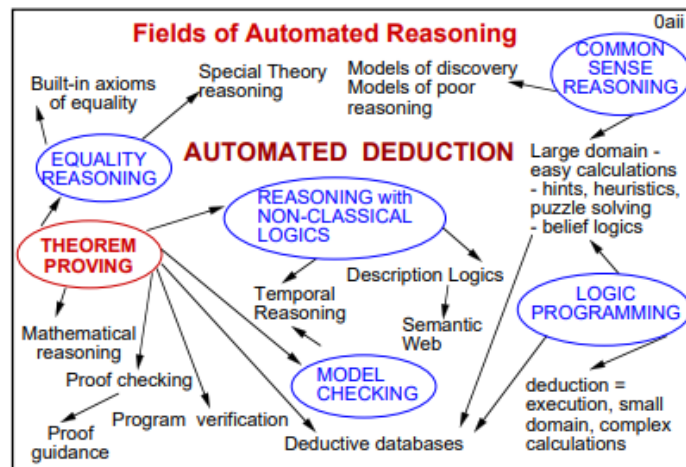 0aii
Fields of Automated Reasoning
COMMON
SENSE
REASONING
Built-in axioms
of equality
Special Theory
reasoning
Models of discovery
Models of poor
reasoning
EQUALITY
REASONING
AUTOMATED DEDUCTION
Large domain -
easy calculations
- hints, heuristics,
puzzle solving
- belief logics
REASONING with
NON-CLASSICAL
LOGICS
THEOREM
PROVING
Description Logics
Temporal
Reasoning
LOGIC
PROGRAMMING
Semantic
Web
Mathematical
reasoning
MODEL
CHECKING
Proof checking
deduction =
execution, small
domain, complex
calculations
Program verification
Proof
guidance
Deductive databases